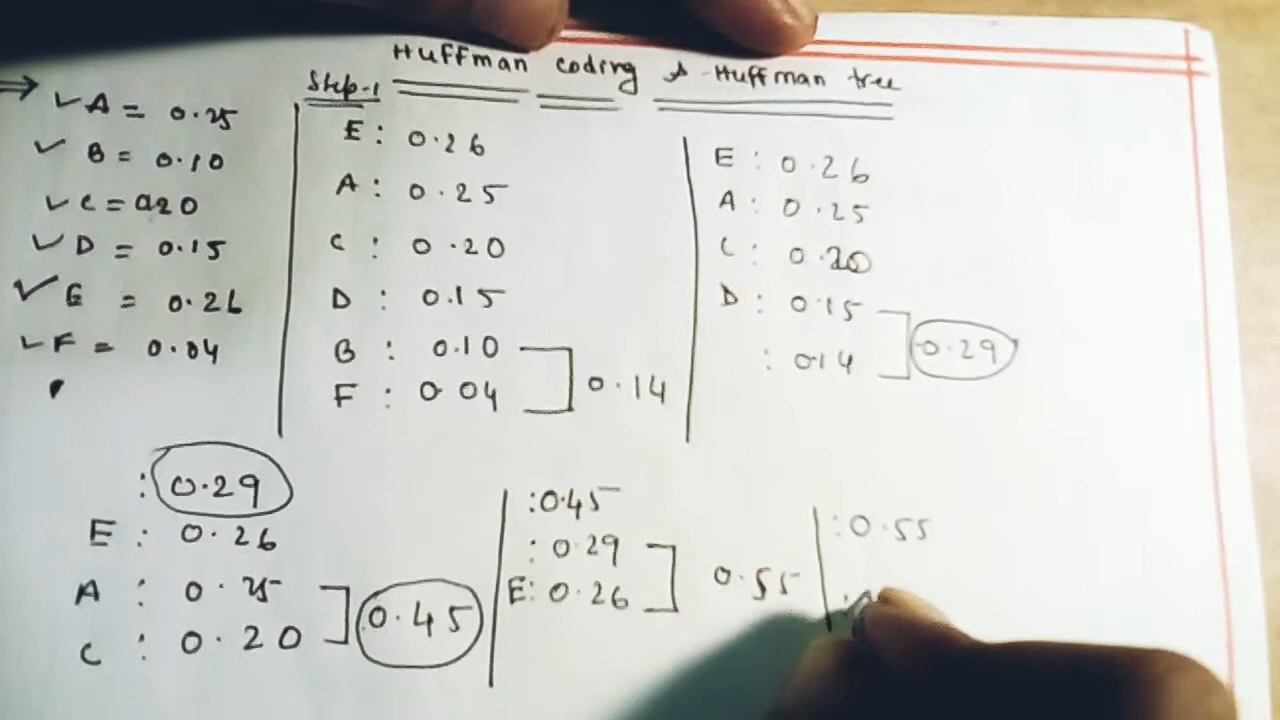 Huffman coding & Huffman tree
⇒ ✓ A = 0.25
✓ B = 0.10
✓ C = 0.20
✓ D = 0.15
✓ E = 0.26
✓ F = 0.04
Step-1
E : 0.26
A : 0.25
C : 0.20
D : 0.15
B : 0.10
F : 0.04
0.14
E : 0.26
A : 0.25
C : 0.20
D : 0.15
: 0.14
0.29
: 0.29
E : 0.26
A : 0.25
C : 0.20
0.45
: 0.45
: 0.29
E : 0.26
0.55
: 0.55